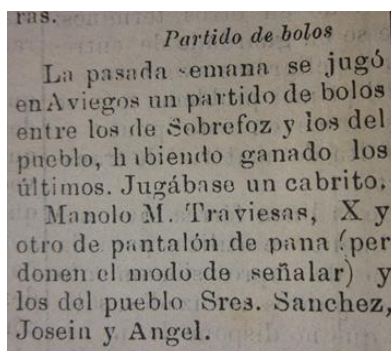 ras.
Partido de bolos
La pasada semana se jugó
en Aviegos un partido de bolos
entre los de Sobrefoz y los del
pueblo, habiendo ganado los
últimos. Jugábase un cabrito.
Manolo M. Traviesas, X y
otro de pantalón de pana (per
donen el modo de señalar) y
los del pueblo Sres. Sanchez,
Josein y Angel.